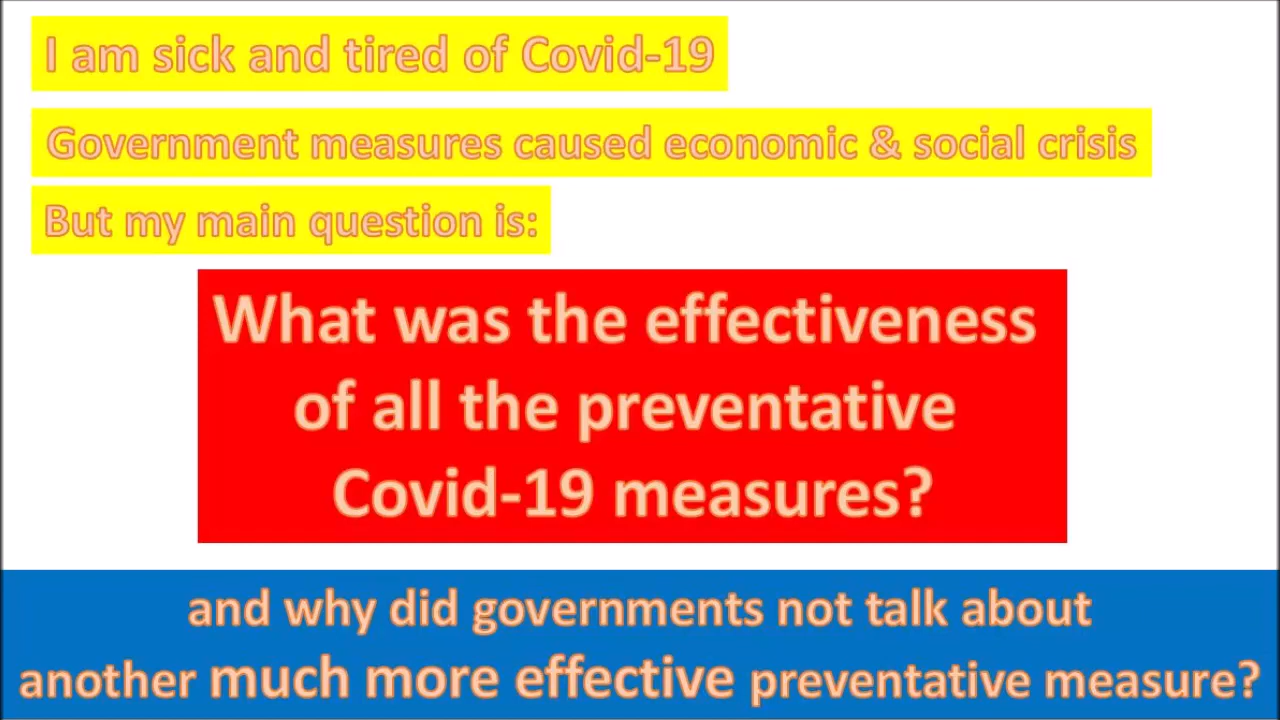 I am sick and tired of Covid-19
Government measures caused economic & social crisis
But my main question is:
What was the effectiveness
of all the preventative
Covid-19 measures?
and why did governments not talk about
another much more effective preventative measure?